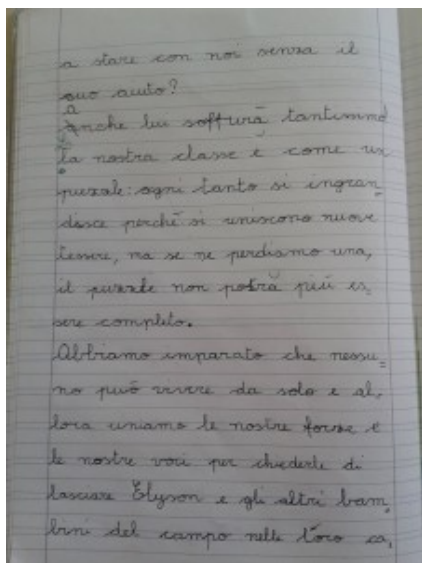 a stare con noi senza il
suo aiuto?
Anche lui soffrirà tantissimo
La nostra classe è come un
puzzle: ogni tanto si ingran
disce perchè si uniscono nuove
tessere, ma se ne perdiamo una,
il puzzle non potrà più es,
sere completo.
Abbiamo imparato che nessu=
no può vivere da solo e al,
lora uniamo le nostre forze e
le nostre voci per chiederle di
lasciare Elyson e gli altri bam,
bini del campo nelle loro ca,